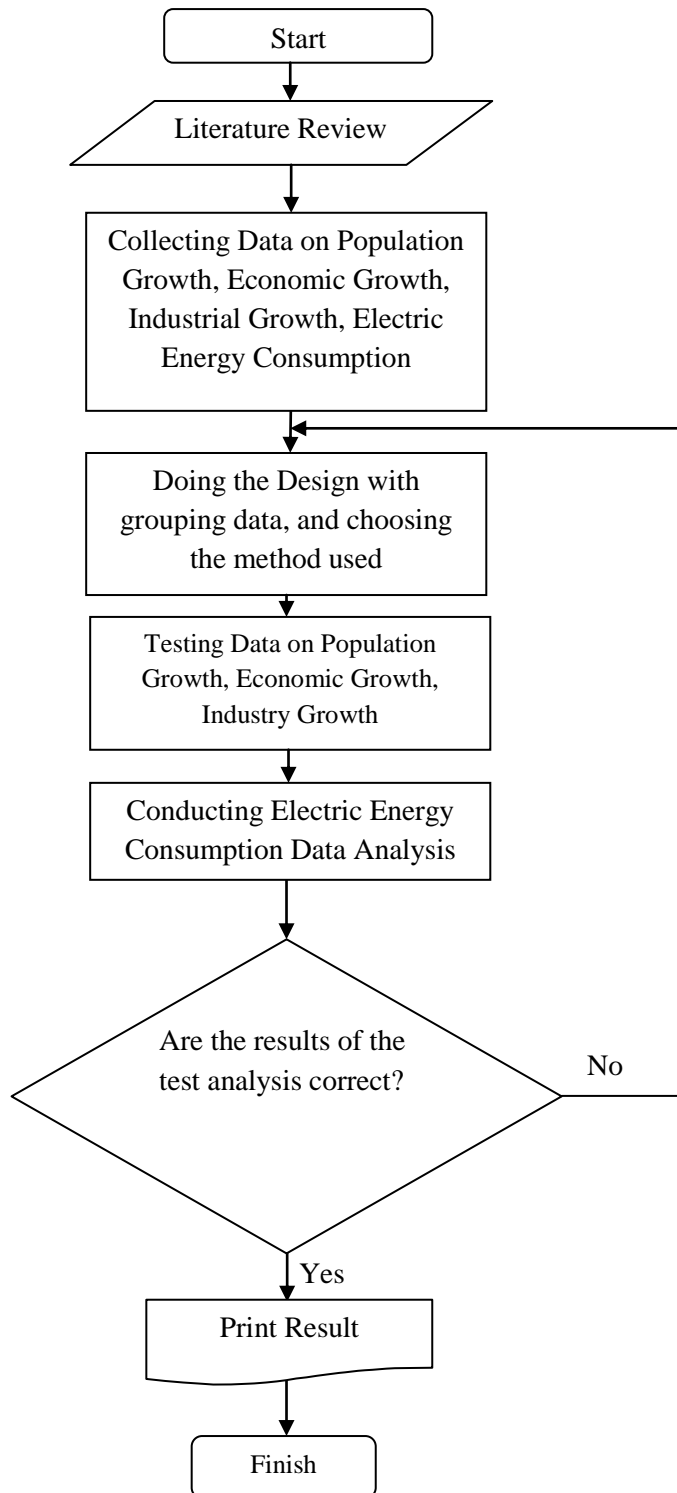 Start
Literature Review
Collecting Data on Population
Growth, Economic Growth,
Industrial Growth, Electric
Energy Consumption
Doing the Design with
grouping data, and choosing
the method used
Testing Data on Population
Growth, Economic Growth,
Industry Growth
Conducting Electric Energy
Consumption Data Analysis
Are the results of the
test analysis correct?
No
Yes
Print Result
Finish